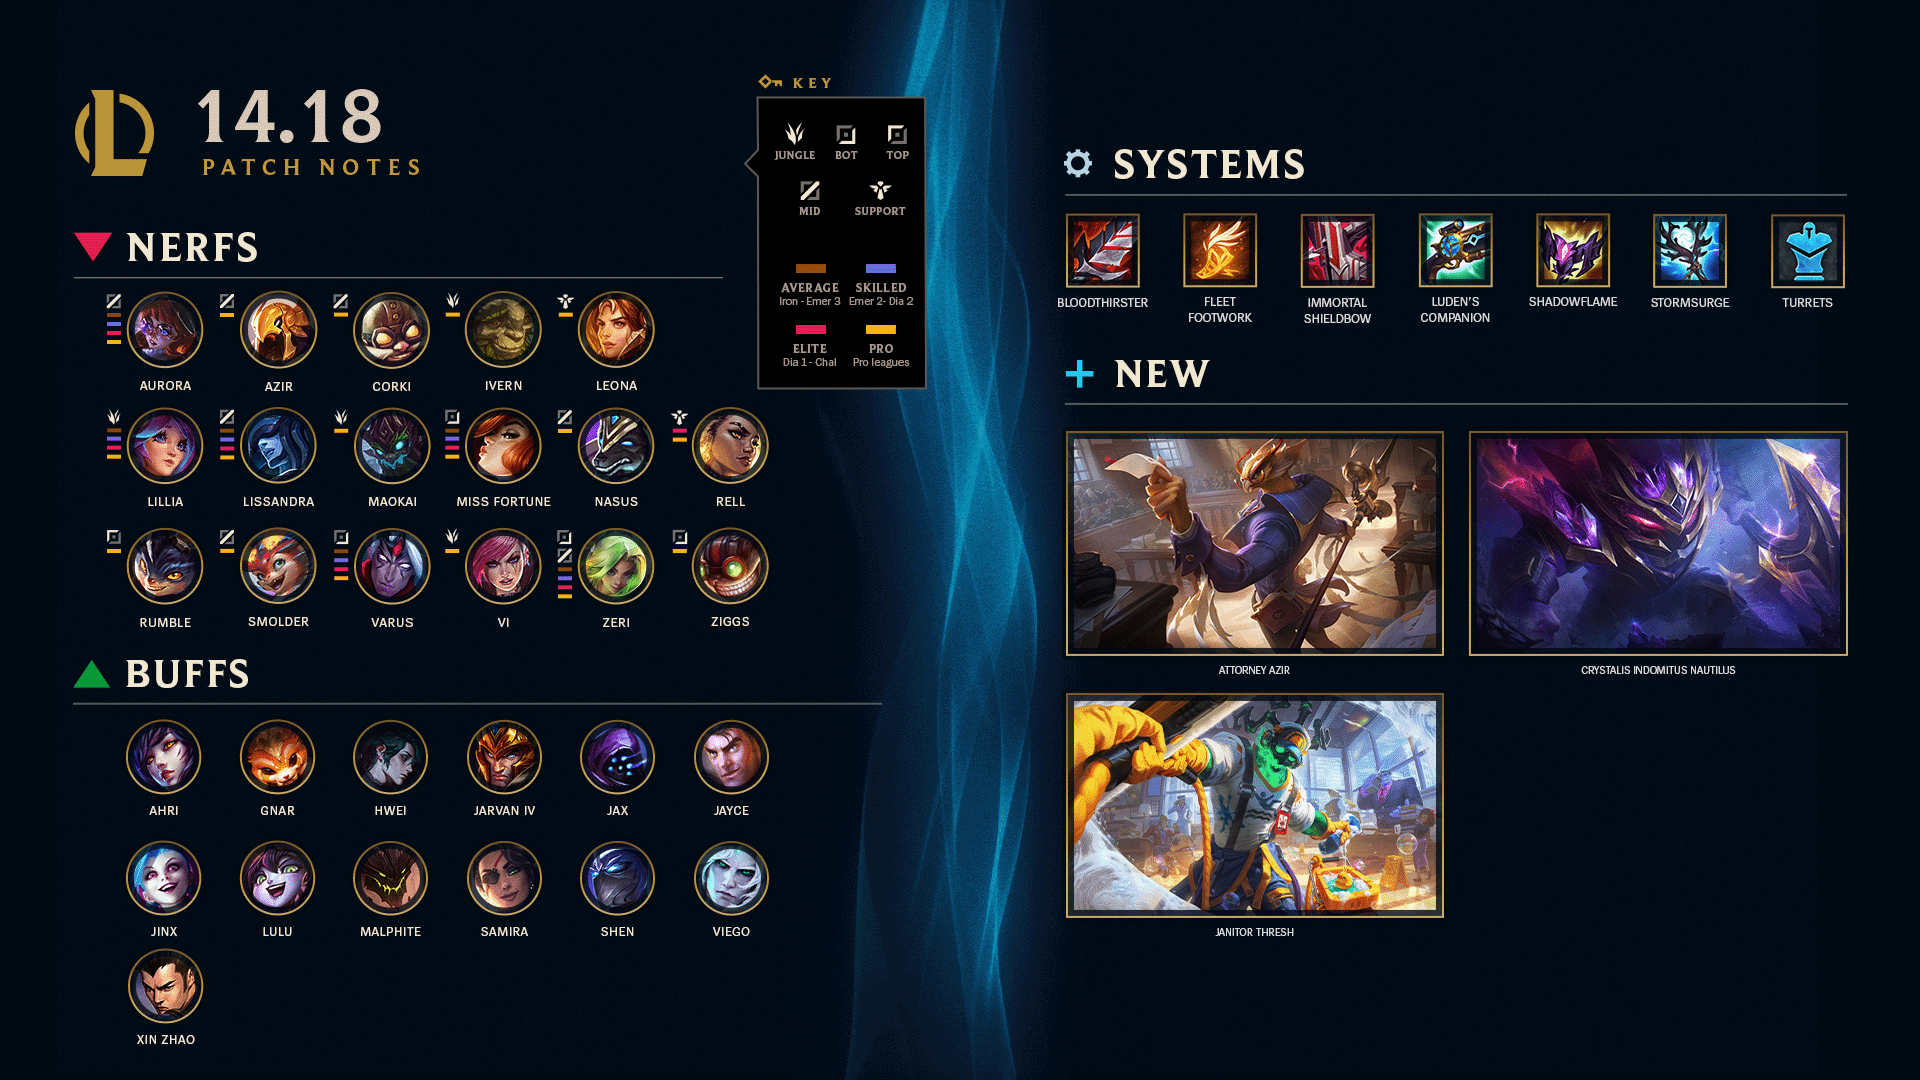 14.18
PATCH NOTES
KEY
JUNGLE BOT TOP
MID SUPPORT
AVERAGE SKILLED
Iron - Emer 3 Emer 2- Dia 2
ELITE PRO
Dia 1 - Chal Pro leagues
NERFS
AURORA AZIR CORKI IVERN LEONA
LILLIA LISSANDRA MAOKAI MISS FORTUNE NASUS RELL
RUMBLE SMOLDER VARUS VI ZERI ZIGGS
BUFFS
AHRI GNAR HWEI JARVAN IV JAX JAYCE
JINX LULU MALPHITE SAMIRA SHEN VIEGO
XIN ZHAO
SYSTEMS
BLOODTHIRSTER FLEET IMMORTAL LUDEN'S SHADOWFLAME STORMSURGE TURRETS
FOOTWORK SHIELDBOW COMPANION
NEW
ATTORNEY AZIR CRYSTALIS INDOMITUS NAUTILUS
JANITOR THRESH